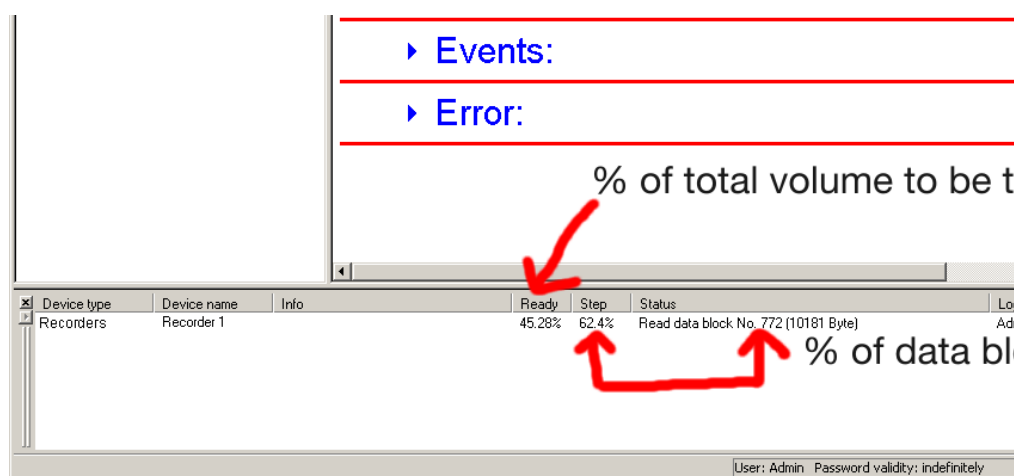 Events:
Error:
% of total volume to be t
Device type Device name Info Ready Step Status Lo
Recorders Recorder 1 45.28% 62.4% Read data block No. 772 (10181 Byte) Ad
% of data bl
User: Admin Password validity: indefinitely